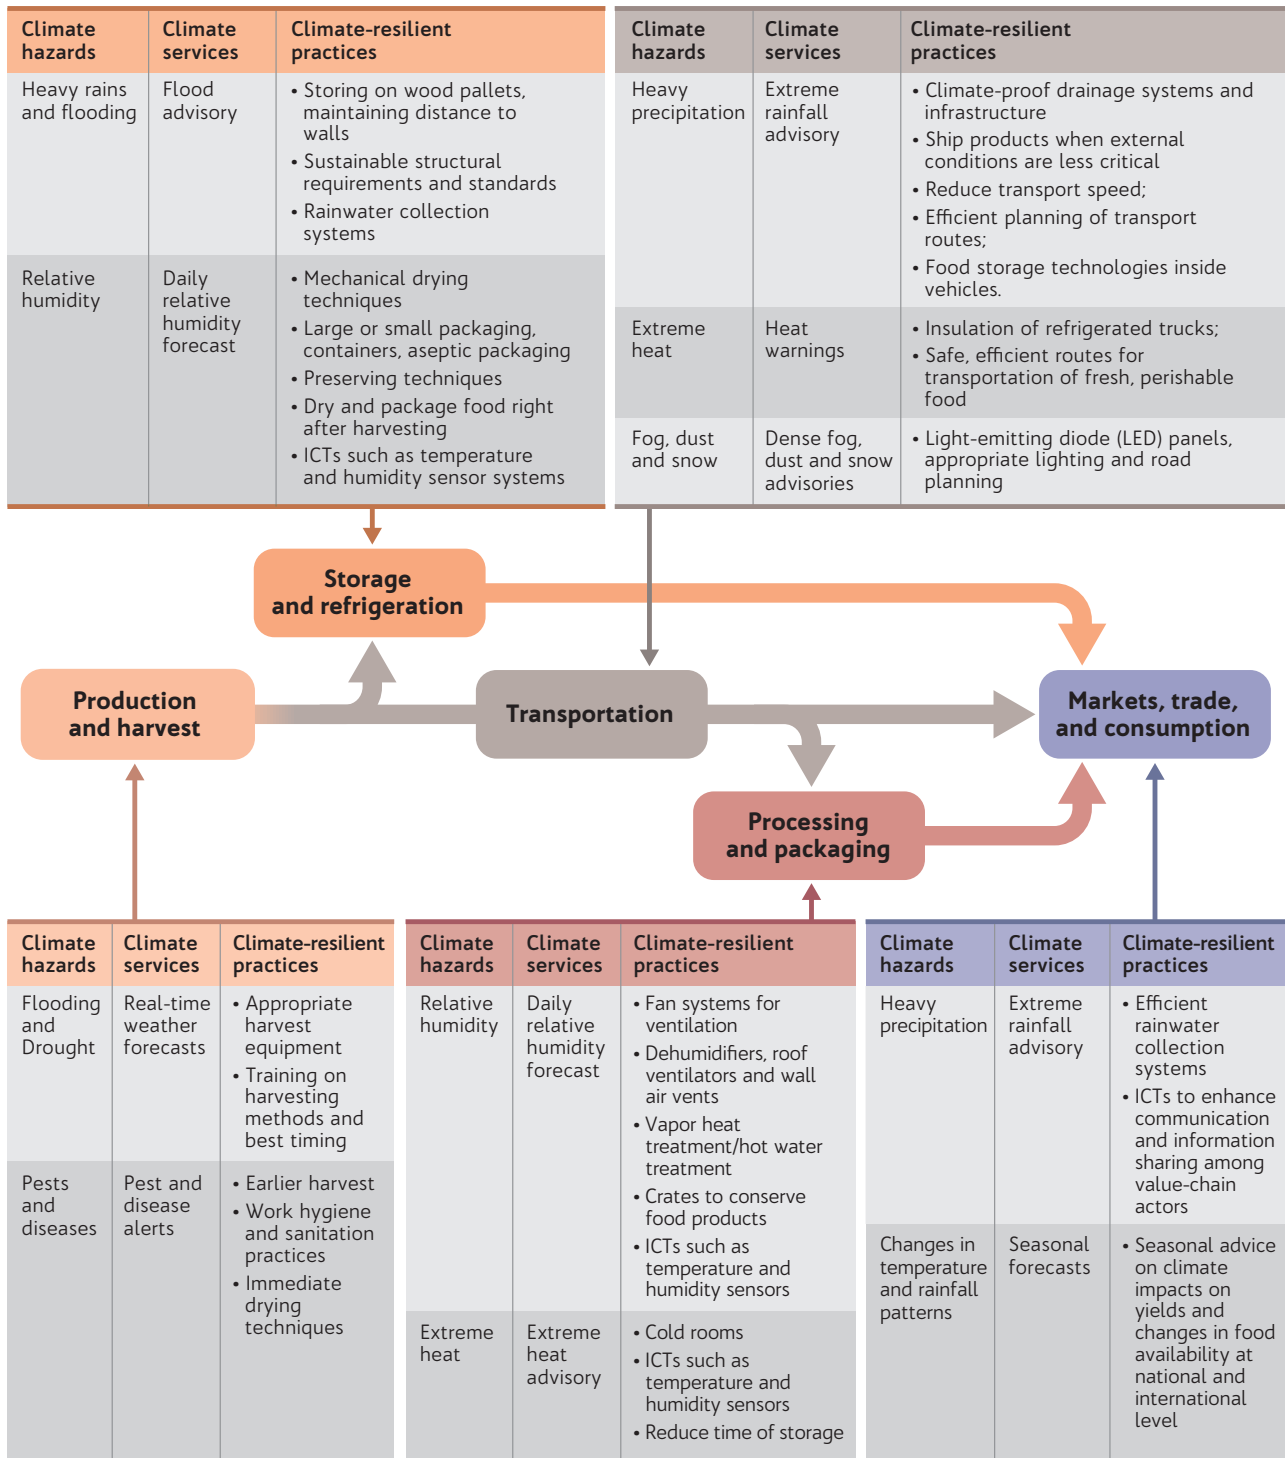 Climate hazards
Climate services
Climate-resilient practices
Heavy rains and flooding
Flood advisory
• Storing on wood pallets, maintaining distance to walls
• Sustainable structural requirements and standards
• Rainwater collection systems
Relative humidity
Daily relative humidity forecast
• Mechanical drying techniques
• Large or small packaging, containers, aseptic packaging
• Preserving techniques
• Dry and package food right after harvesting
• ICTs such as temperature and humidity sensor systems
Climate hazards
Climate services
Climate-resilient practices
Heavy precipitation
Extreme rainfall advisory
• Climate-proof drainage systems and infrastructure
• Ship products when external conditions are less critical
• Reduce transport speed;
• Efficient planning of transport routes;
• Food storage technologies inside vehicles.
Extreme heat
Heat warnings
• Insulation of refrigerated trucks;
• Safe, efficient routes for transportation of fresh, perishable food
Fog, dust and snow
Dense fog, dust and snow advisories
• Light-emitting diode (LED) panels, appropriate lighting and road planning
Storage and refrigeration
Production and harvest
Transportation
Markets, trade, and consumption
Processing and packaging
Climate hazards
Climate services
Climate-resilient practices
Flooding and Drought
Real-time weather forecasts
• Appropriate harvest equipment
• Training on harvesting methods and best timing
Pests and diseases
Pest and disease alerts
• Earlier harvest
• Work hygiene and sanitation practices
• Immediate drying techniques
Climate hazards
Climate services
Climate-resilient practices
Relative humidity
Daily relative humidity forecast
• Fan systems for ventilation
• Dehumidifiers, roof ventilators and wall air vents
• Vapor heat treatment/hot water treatment
• Crates to conserve food products
• ICTs such as temperature and humidity sensors
Extreme heat
Extreme heat advisory
• Cold rooms
• ICTs such as temperature and humidity sensors
• Reduce time of storage
Climate hazards
Climate services
Climate-resilient practices
Heavy precipitation
Extreme rainfall advisory
• Efficient rainwater collection systems
• ICTs to enhance communication and information sharing among value-chain actors
Changes in temperature and rainfall patterns
Seasonal forecasts
• Seasonal advice on climate impacts on yields and changes in food availability at national and international level